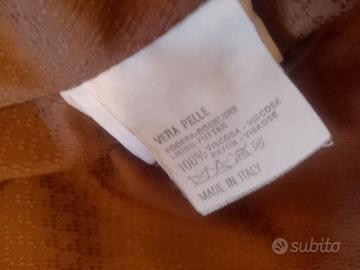 VERA PELLE
FODERA-DOUBLURE
LINING-FUTTER
100% VISCOSA - VISCOSE
RAYON - VISKOSE
MADE IN ITALY
subito